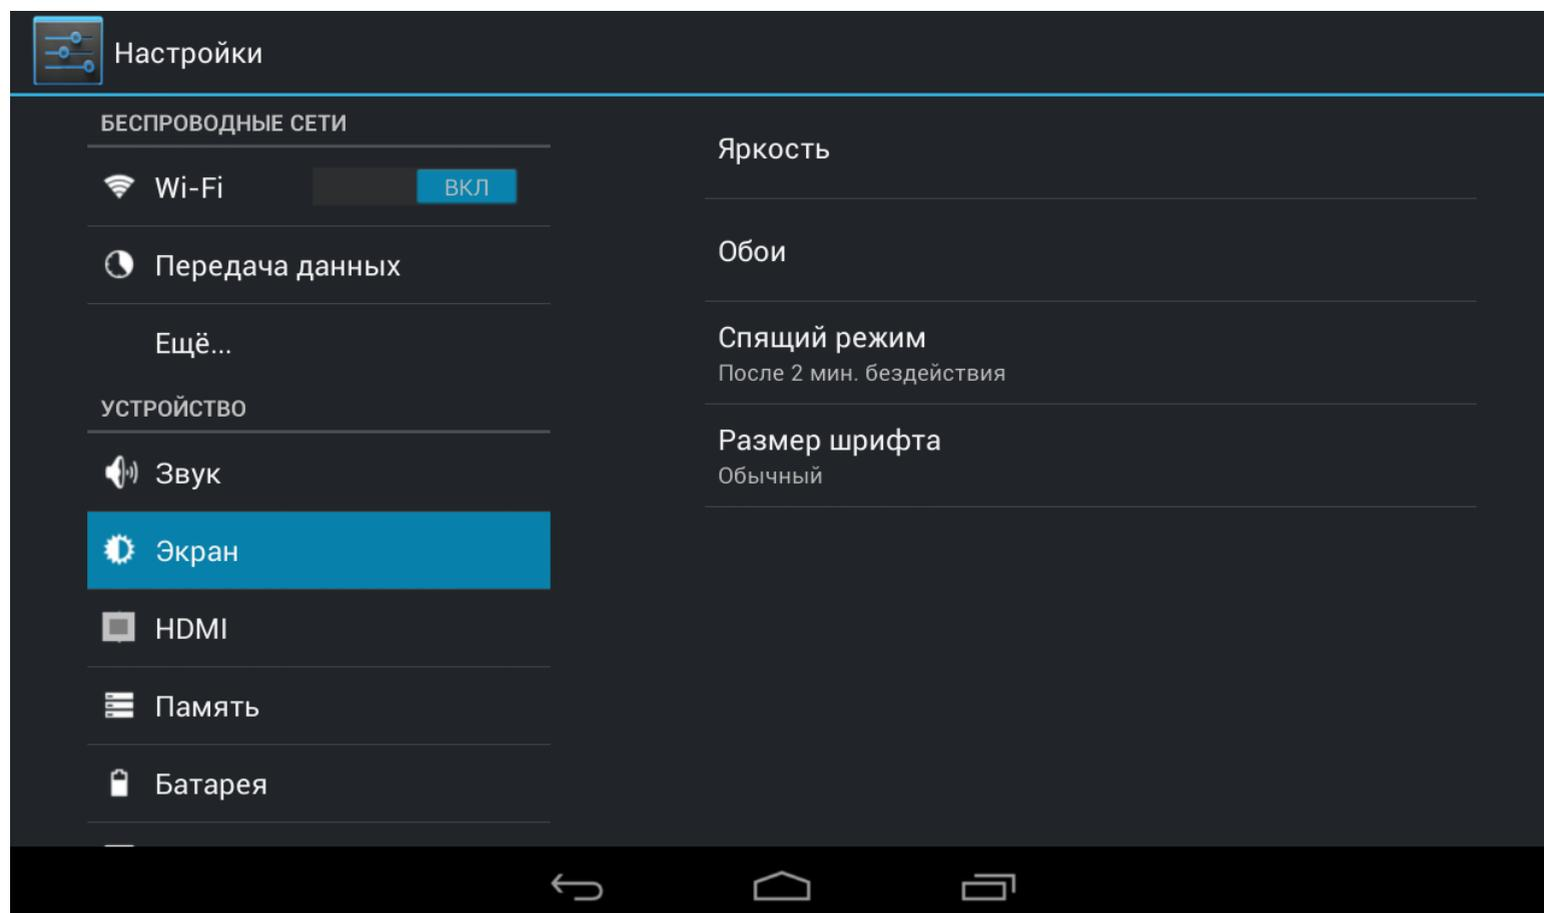 Настройки
БЕСПРОВОДНЫЕ СЕТИ
Wi-Fi
ВКЛ
Передача данных
Ещё...
УСТРОЙСТВО
Звук
Экран
HDMI
Память
Батарея
Яркость
Обои
Спящий режим
После 2 мин. бездействия
Размер шрифта
Обычный